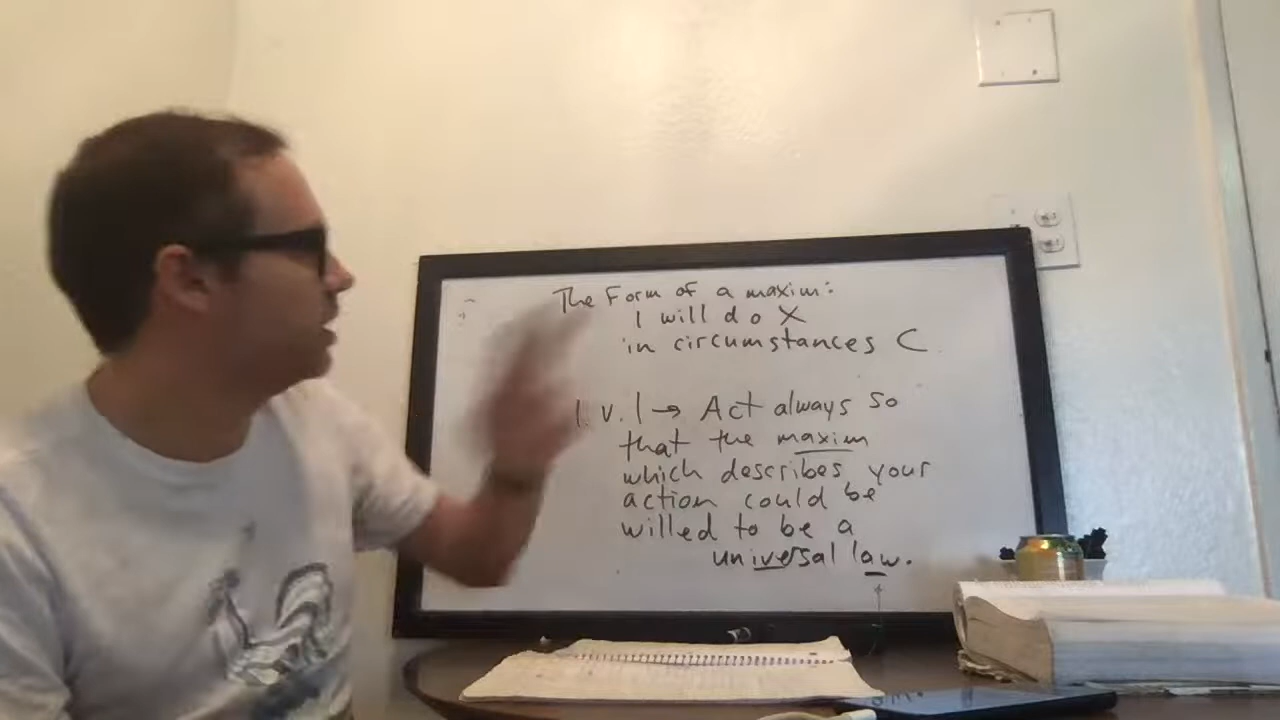 The Form of a maxim:
I will do X
in circumstances C
v. 1 → Act always so
that the maxim
which describes your
action could be
willed to be a
universal law.